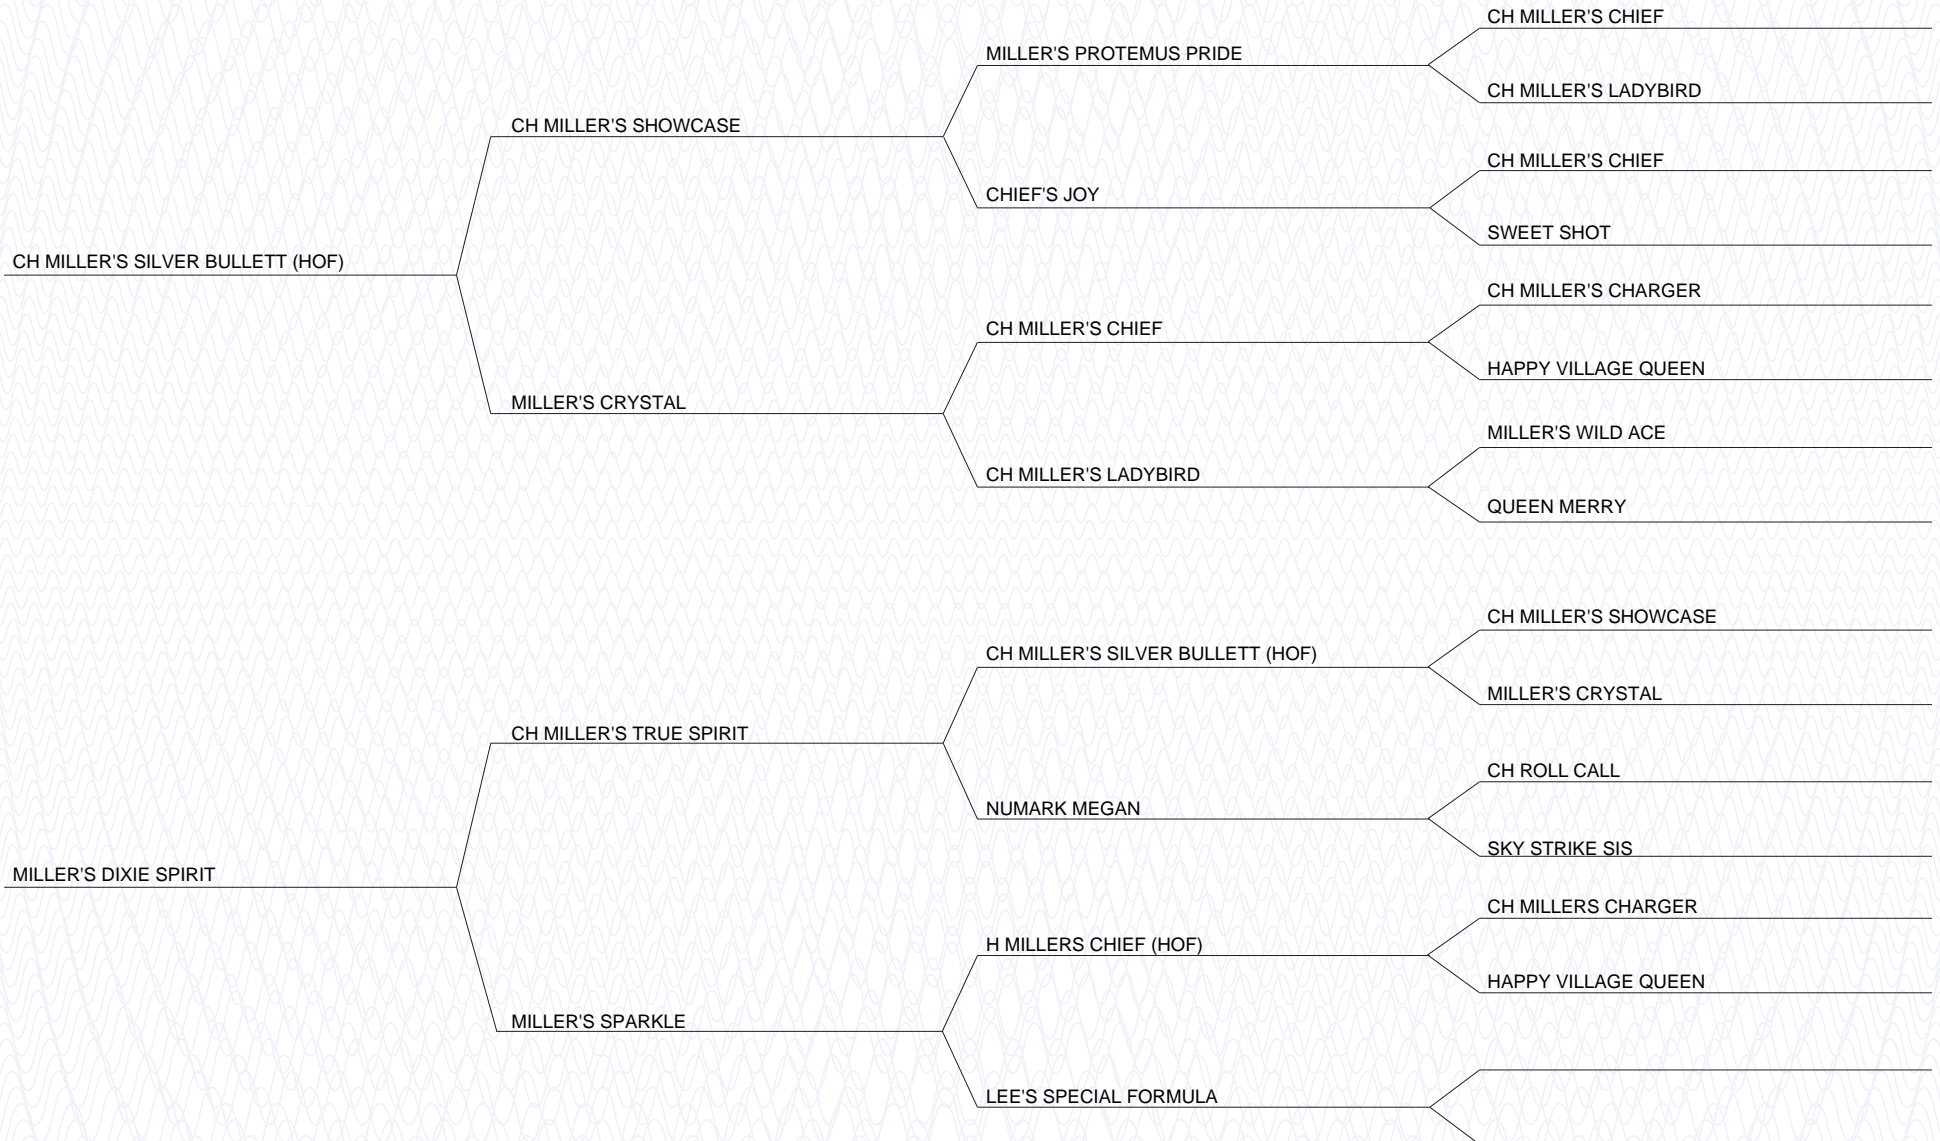 CH MILLER'S CHIEF
MILLER'S PROTEMUS PRIDE
CH MILLER'S LADYBIRD
CH MILLER'S SHOWCASE
CH MILLER'S CHIEF
CHIEF'S JOY
SWEET SHOT
CH MILLER'S SILVER BULLETT (HOF)
CH MILLER'S CHARGER
CH MILLER'S CHIEF
HAPPY VILLAGE QUEEN
MILLER'S CRYSTAL
MILLER'S WILD ACE
CH MILLER'S LADYBIRD
QUEEN MERRY
CH MILLER'S SHOWCASE
CH MILLER'S SILVER BULLETT (HOF)
MILLER'S CRYSTAL
CH MILLER'S TRUE SPIRIT
CH ROLL CALL
NUMARK MEGAN
SKY STRIKE SIS
MILLER'S DIXIE SPIRIT
CH MILLERS CHARGER
H MILLERS CHIEF (HOF)
HAPPY VILLAGE QUEEN
MILLER'S SPARKLE
LEE'S SPECIAL FORMULA